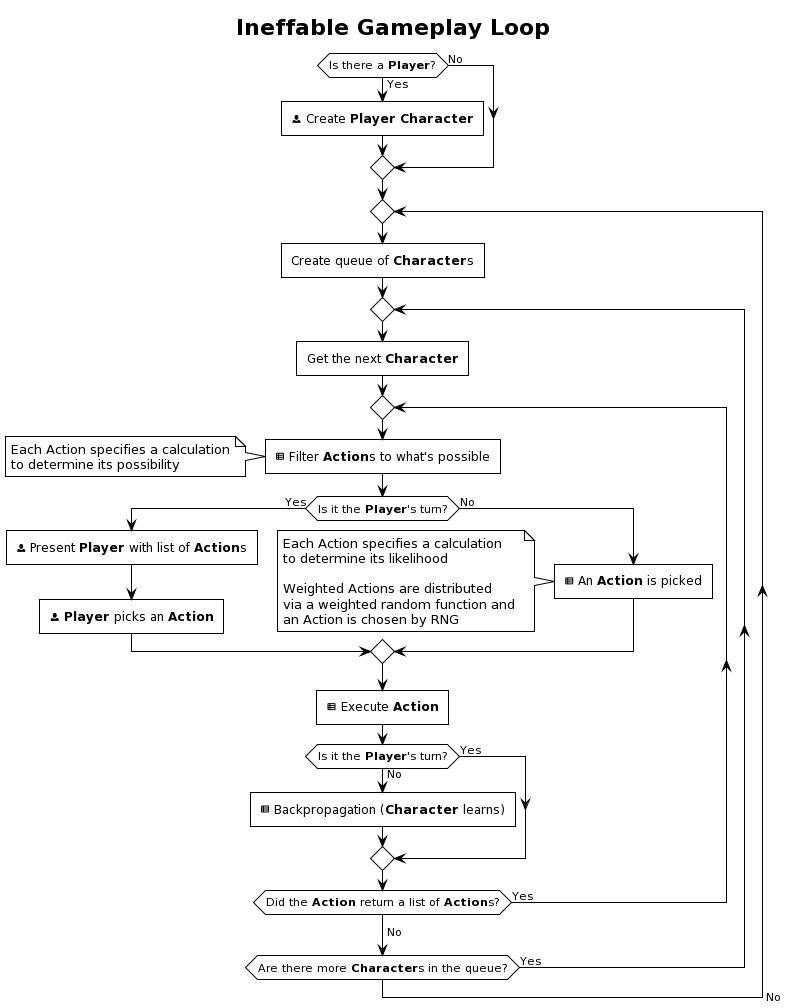 Ineffable Gameplay Loop
Is there a Player?
No
Yes
Create Player Character
Create queue of Characters
Get the next Character
Each Action specifies a calculation
to determine its possibility
Filter Actions to what's possible
Yes
Is it the Player's turn?
No
Present Player with list of Actions
Player picks an Action
Each Action specifies a calculation
to determine its likelihood
Weighted Actions are distributed
via a weighted random function and
an Action is chosen by RNG
An Action is picked
Execute Action
Is it the Player's turn?
Yes
No
Backpropagation (Character learns)
Did the Action return a list of Actions?
Yes
No
Are there more Characters in the queue?
Yes
No